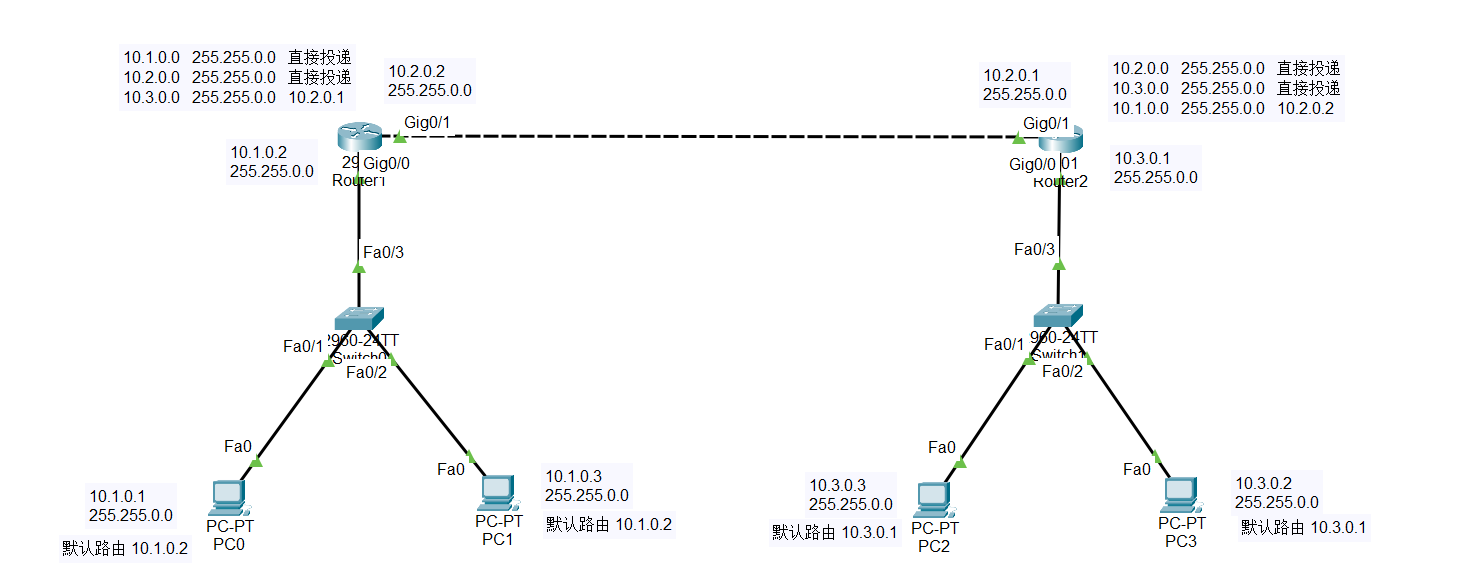 10.1.0.0 255.255.0.0 直接投递
10.2.0.0 255.255.0.0 直接投递
10.3.0.0 255.255.0.0 10.2.0.1
10.2.0.2
255.255.0.0
10.2.0.1
255.255.0.0
10.2.0.0 255.255.0.0 直接投递
10.3.0.0 255.255.0.0 直接投递
10.1.0.0 255.255.0.0 10.2.0.2
Gig0/1
Gig0/1
10.1.0.2
255.255.0.0
29
Gig0/0
Router1
Gig0/0
01
Router2
10.3.0.1
255.255.0.0
Fa0/3
Fa0/3
2960-24TT
Switch0
Fa0/1
Fa0/2
960-24TT
Switch1
Fa0/1
Fa0/2
Fa0
Fa0
Fa0
Fa0
10.1.0.1
255.255.0.0
默认路由 10.1.0.2
PC-PT
PC0
10.1.0.3
255.255.0.0
默认路由 10.1.0.2
PC-PT
PC1
10.3.0.3
255.255.0.0
默认路由 10.3.0.1
PC-PT
PC2
10.3.0.2
255.255.0.0
默认路由 10.3.0.1
PC-PT
PC3